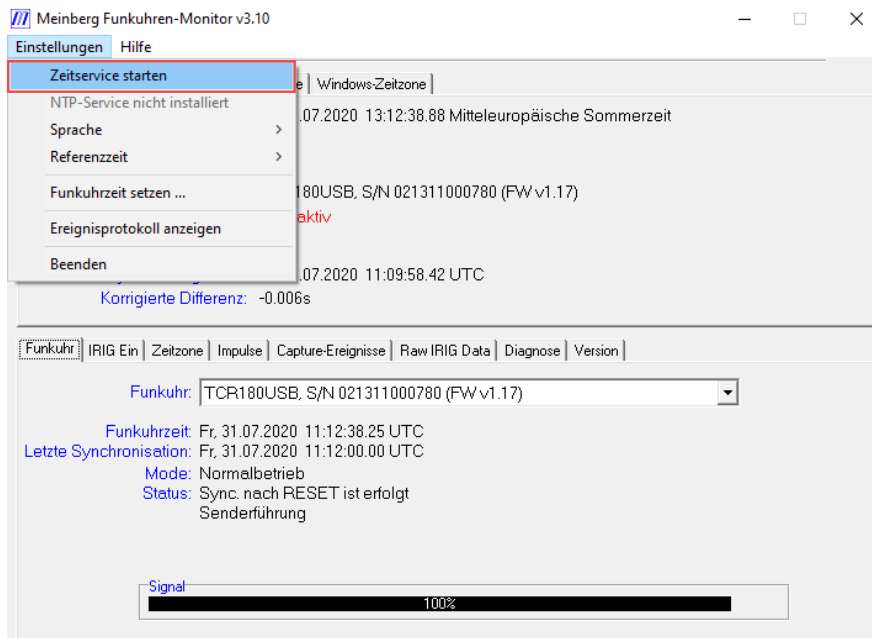 Meinberg Funkuhren-Monitor v3.10
Einstellungen Hilfe
Zeitservice starten
NTP-Service nicht installiert
Sprache
Referenzzeit
Funkuhrzeit setzen ...
Ereignisprotokoll anzeigen
Beenden
Windows-Zeitzone
.07.2020 13:12:38.88 Mitteleuropäische Sommerzeit
180USB, S/N 021311000780 (FW v1.17)
aktiv
.07.2020 11:09:58.42 UTC
Korrigierte Differenz: -0.006s
Funkuhr IRIG Ein Zeitzone Impulse Capture-Ereignisse Raw IRIG Data Diagnose Version
Funkuhr: TCR180USB, S/N 021311000780 (FW v1.17)
Funkuhrzeit: Fr, 31.07.2020 11:12:38.25 UTC
Letzte Synchronisation: Fr, 31.07.2020 11:12:00.00 UTC
Mode: Normalbetrieb
Status: Sync. nach RESET ist erfolgt
Senderführung
Signal
100%